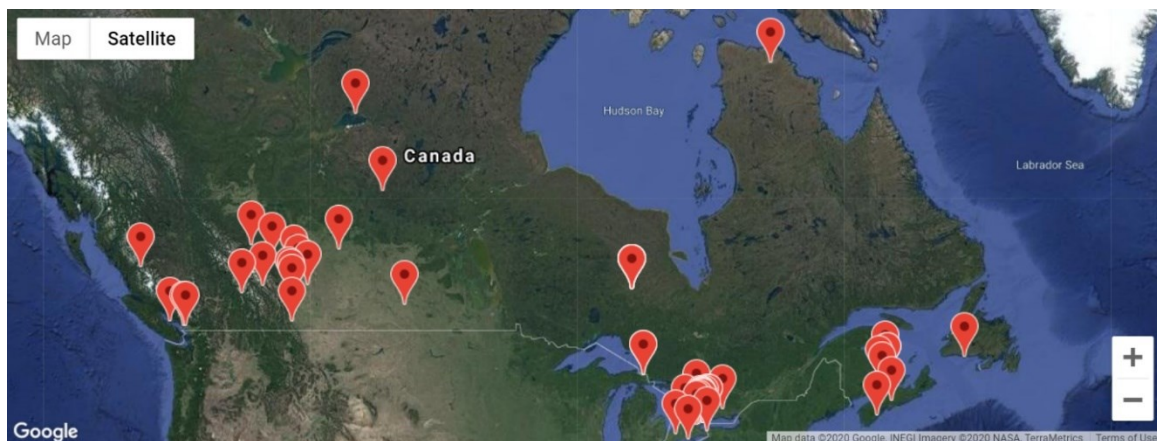 Map Satellite
Hudson Bay
Canada
Labrador Sea
+
−
Google
Map data ©2020 Google, INEGI Imagery ©2020 NASA, TerraMetrics Terms of Use